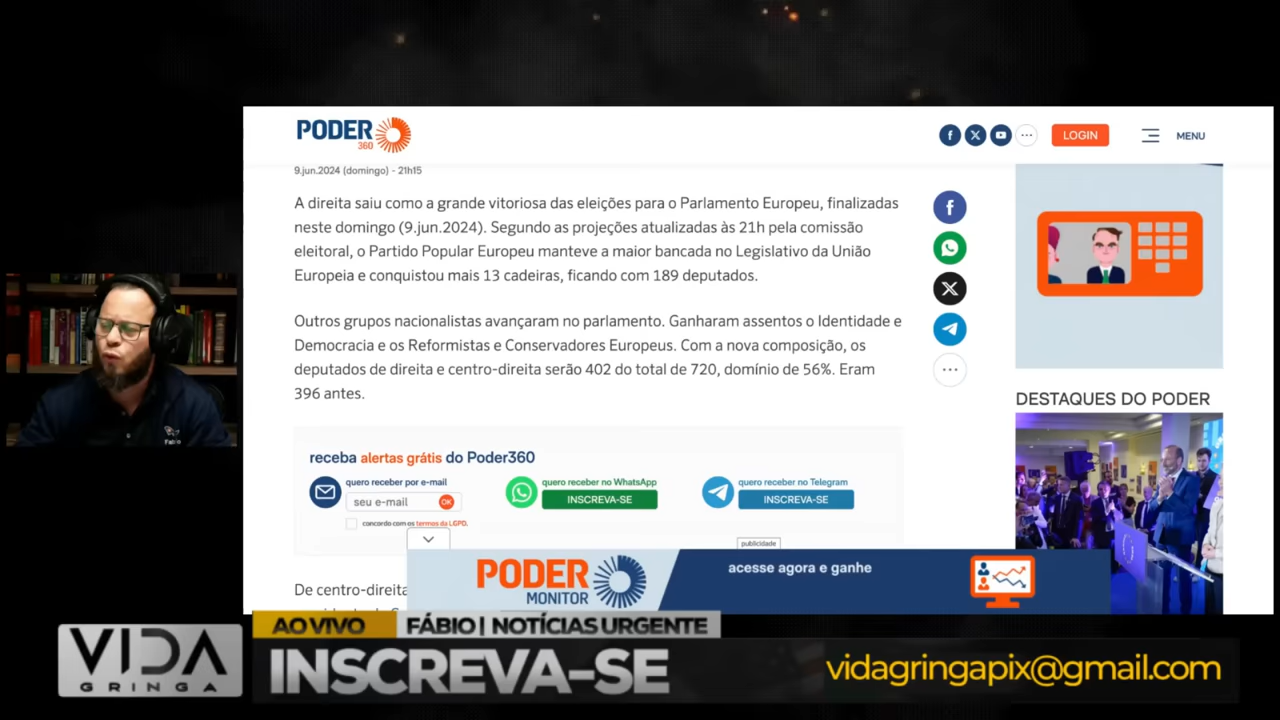 PODER
360
LOGIN
MENU
9.jun.2024 (domingo) - 21h15
A direita saiu como a grande vitoriosa das eleições para o Parlamento Europeu, finalizadas
neste domingo (9.jun.2024). Segundo as projeções atualizadas às 21h pela comissão
eleitoral, o Partido Popular Europeu manteve a maior bancada no Legislativo da União
Europeia e conquistou mais 13 cadeiras, ficando com 189 deputados.
Outros grupos nacionalistas avançaram no parlamento. Ganharam assentos o Identidade e
Democracia e os Reformistas e Conservadores Europeus. Com a nova composição, os
deputados de direita e centro-direita serão 402 do total de 720, domínio de 56%. Eram
396 antes.
DESTAQUES DO PODER
receba alertas grátis do Poder360
quero receber por e-mail
seu e-mail
OK
concordo com os termos da LGPD.
quero receber no WhatsApp
INSCREVA-SE
quero receber no Telegram
INSCREVA-SE
publicidade
PODER
MONITOR
acesse agora e ganhe
De centro-direita
Fábio
AO VIVO
FÁBIO | NOTÍCIAS URGENTE
VIDA
GRINGA
INSCREVA-SE
vidagringapix@gmail.com